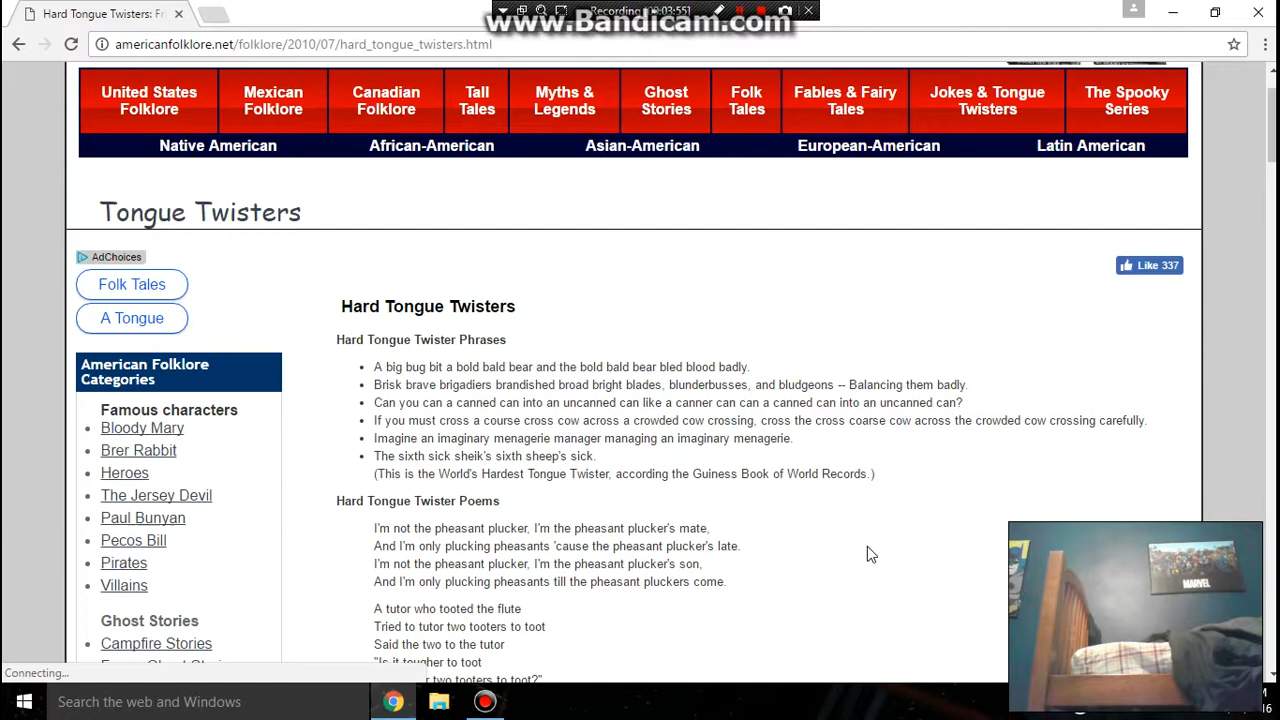 Hard Tongue Twisters: Fr
Recording [00:03:55]
www.Bandicam.com
americanfolklore.net/folklore/2010/07/hard_tongue_twisters.html
United States Folklore
Mexican Folklore
Canadian Folklore
Tall Tales
Myths & Legends
Ghost Stories
Folk Tales
Fables & Fairy Tales
Jokes & Tongue Twisters
The Spooky Series
Native American
African-American
Asian-American
European-American
Latin American
Tongue Twisters
AdChoices
Folk Tales
A Tongue
Like 337
American Folklore
Categories
Famous characters
Bloody Mary
Brer Rabbit
Heroes
The Jersey Devil
Paul Bunyan
Pecos Bill
Pirates
Villains
Ghost Stories
Campfire Stories
Hard Tongue Twisters
Hard Tongue Twister Phrases
A big bug bit a bold bald bear and the bold bald bear bled blood badly.
Brisk brave brigadiers brandished broad bright blades, blunderbusses, and bludgeons -- Balancing them badly.
Can you can a canned can into an uncanned can like a canner can can a canned can into an uncanned can?
If you must cross a course cross cow across a crowded cow crossing, cross the cross coarse cow across the crowded cow crossing carefully.
Imagine an imaginary menagerie manager managing an imaginary menagerie.
The sixth sick sheik's sixth sheep's sick.
(This is the World's Hardest Tongue Twister, according the Guiness Book of World Records.)
Hard Tongue Twister Poems
I'm not the pheasant plucker, I'm the pheasant plucker's mate,
And I'm only plucking pheasants 'cause the pheasant plucker's late.
I'm not the pheasant plucker, I'm the pheasant plucker's son,
And I'm only plucking pheasants till the pheasant pluckers come.
A tutor who tooted the flute
Tried to tutor two tooters to toot
Said the two to the tutor
"Is it tougher to toot
two tooters to toot?"
MARVEL
Connecting...
Search the web and Windows